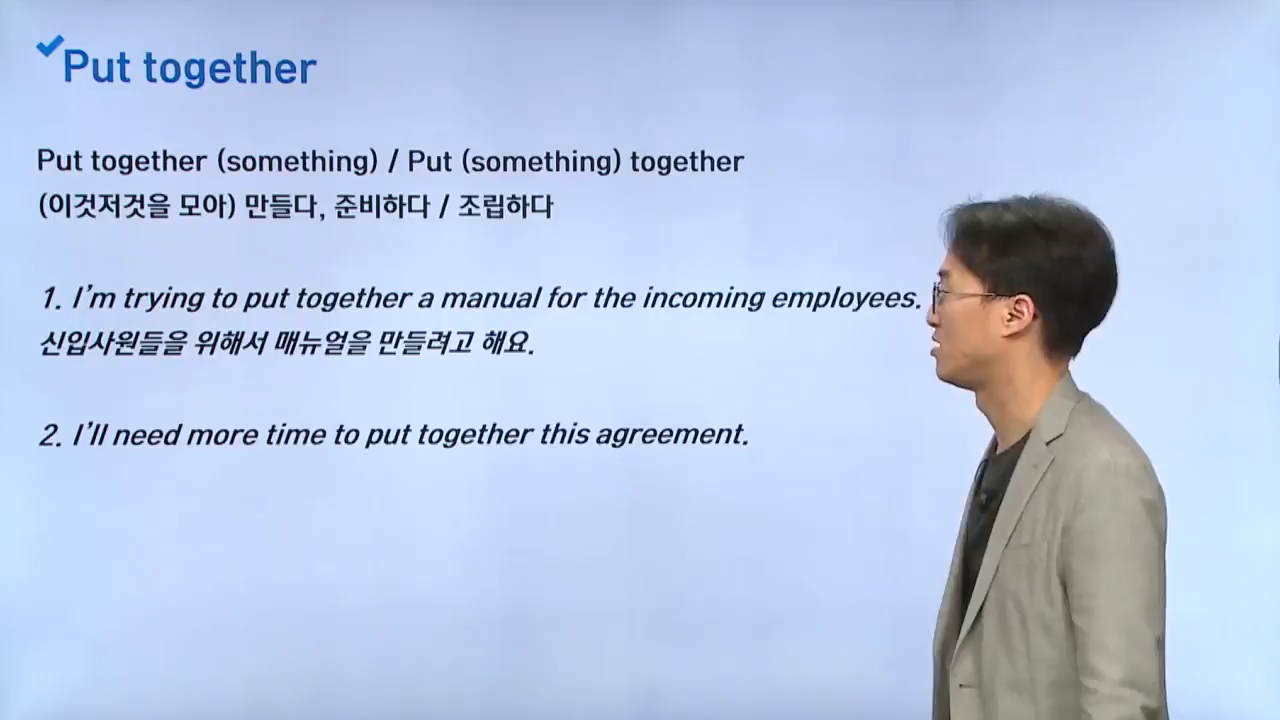 Put together
Put together (something) / Put (something) together
(이것저것을 모아) 만들다, 준비하다 / 조립하다
1. I'm trying to put together a manual for the incoming employees.
신입사원들을 위해서 매뉴얼을 만들려고 해요.
2. I'll need more time to put together this agreement.